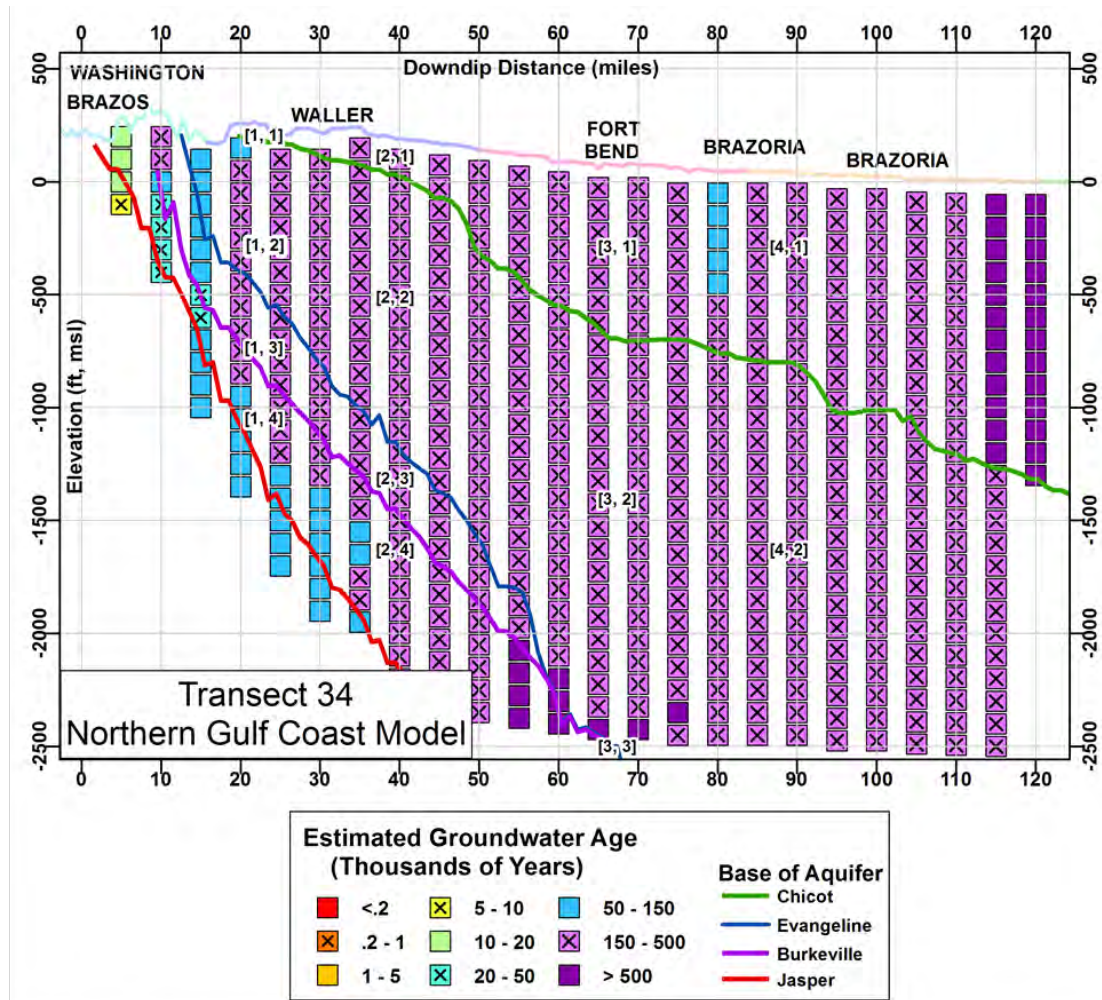 0 10 20 30 40 50 60 70 80 90 100 110 120
Downdip Distance (miles)
WASHINGTON
BRAZOS
WALLER
FORT
BEND
BRAZORIA
BRAZORIA
Elevation (ft, msl)
500
0
-500
-1000
-1500
-2000
-2500
500
0
-500
-1000
-1500
-2000
-2500
[1, 1]
[2, 1]
[1, 2]
[3, 1]
[4, 1]
[2, 2]
[1, 3]
[1, 4]
[2, 3]
[3, 2]
[2, 4]
[4, 2]
[3, 3]
Transect 34
Northern Gulf Coast Model
0 10 20 30 40 50 60 70 80 90 100 110 120
Estimated Groundwater Age
(Thousands of Years)
<.2
.2 - 1
1 - 5
5 - 10
10 - 20
20 - 50
50 - 150
150 - 500
> 500
Base of Aquifer
Chicot
Evangeline
Burkeville
Jasper